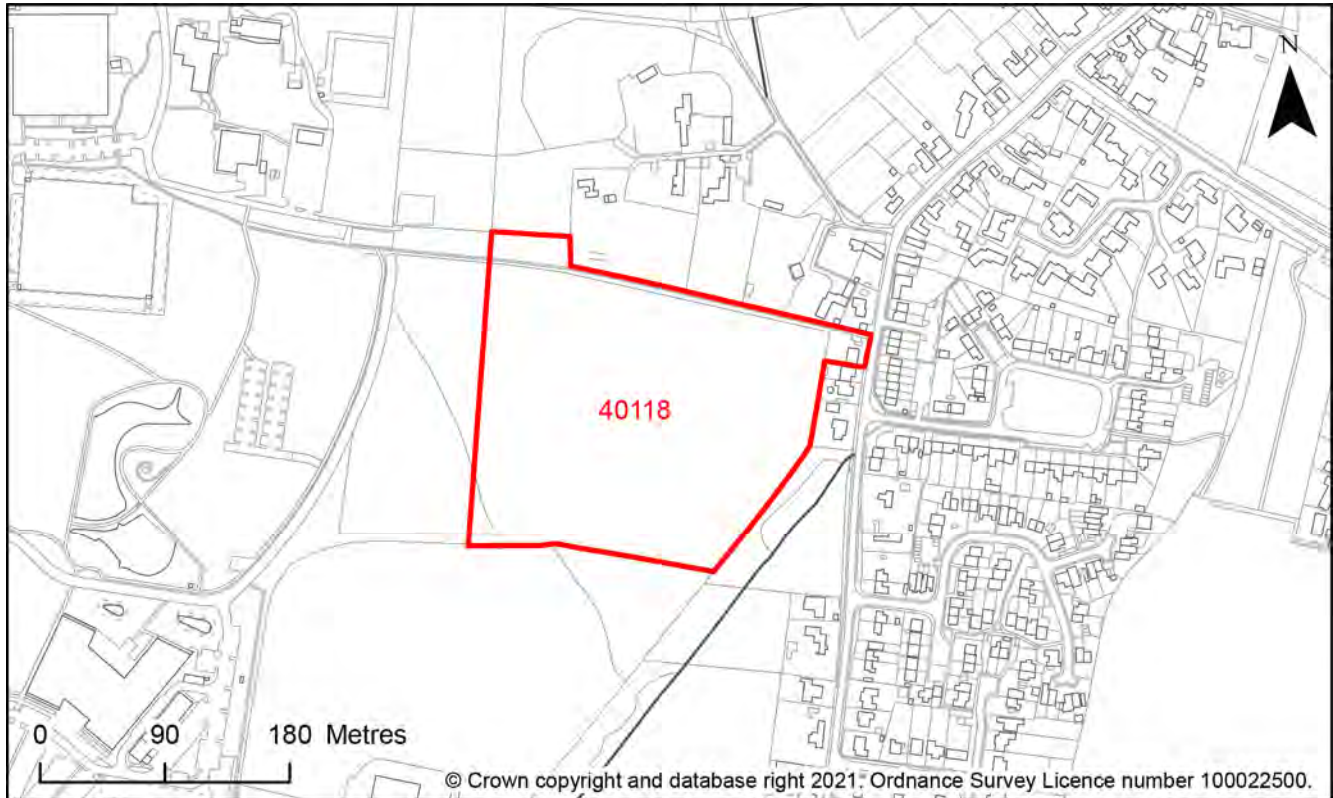 N
40118
0 90 180 Metres
© Crown copyright and database right 2021. Ordnance Survey Licence number 100022500.